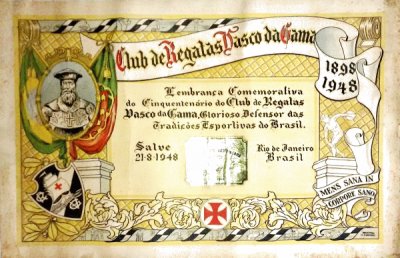 Club de Regatas Vasco da Gama
1898
1948
Lembrança Comemorativa
do Cinquentenário do Club de Regatas
Vasco da Gama, Glorioso Defensor das
Tradições Esportivas do Brasil.
Salve
21-8-1948
Rio de Janeiro
Brasil
MENS SANA IN
CORPORE SANO